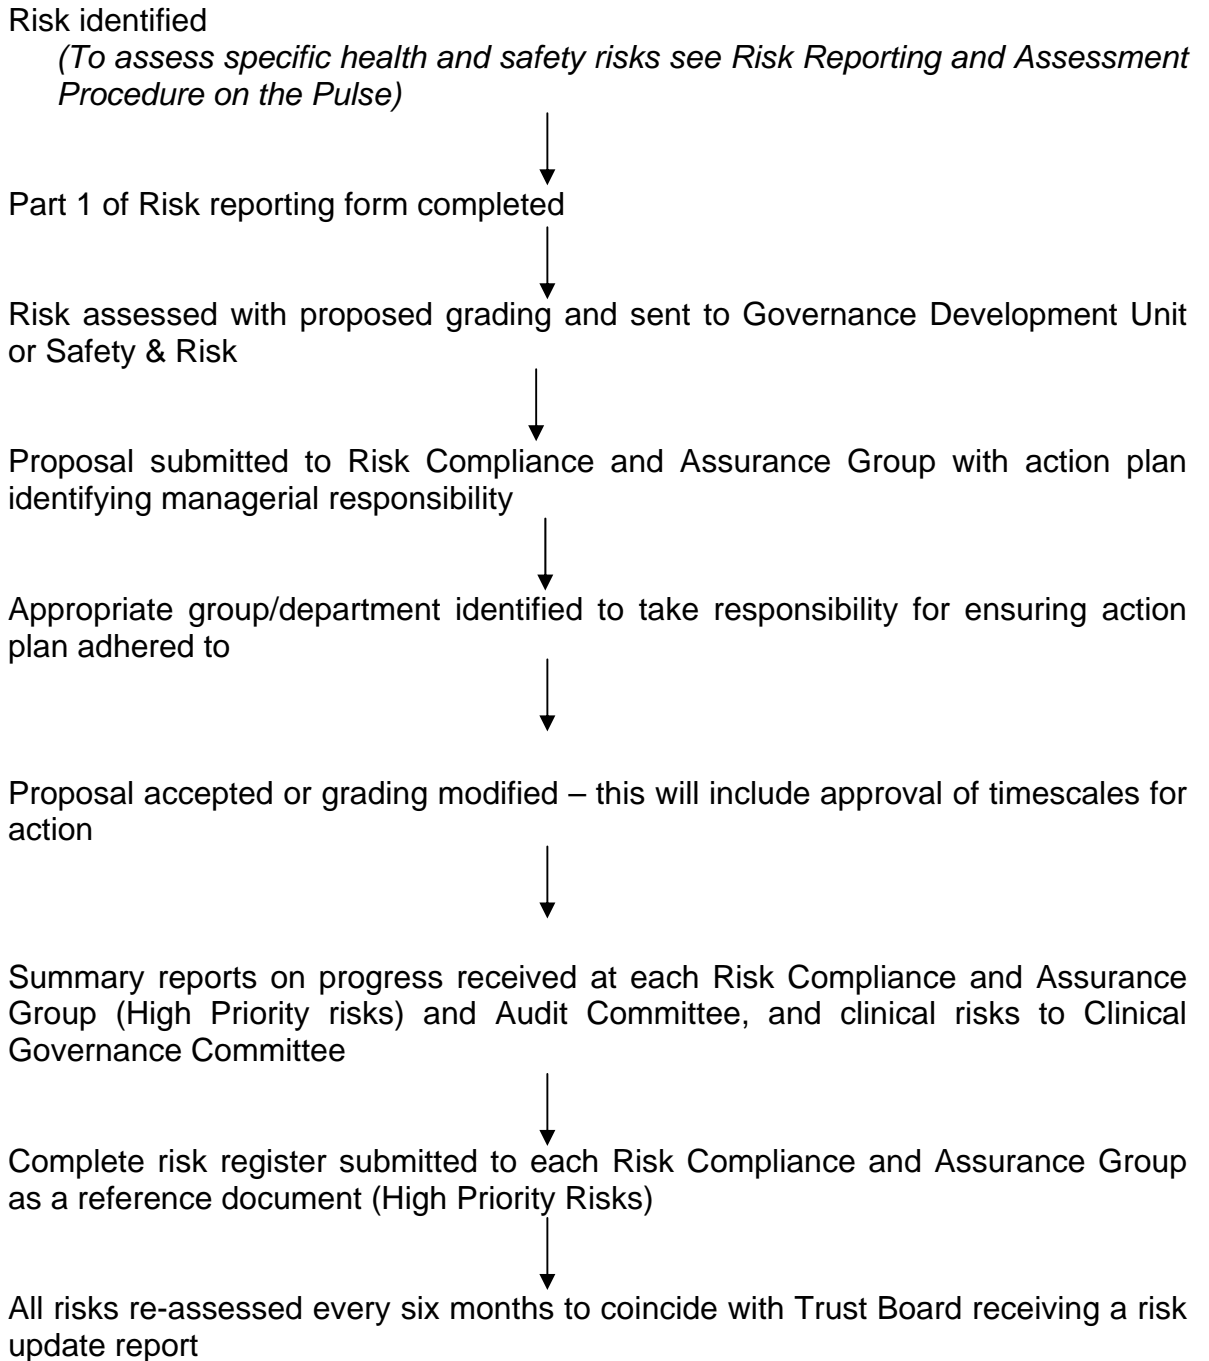 Risk identified
(To assess specific health and safety risks see Risk Reporting and Assessment
Procedure on the Pulse)
Part 1 of Risk reporting form completed
Risk assessed with proposed grading and sent to Governance Development Unit
or Safety & Risk
Proposal submitted to Risk Compliance and Assurance Group with action plan
identifying managerial responsibility
Appropriate group/department identified to take responsibility for ensuring action
plan adhered to
Proposal accepted or grading modified – this will include approval of timescales for
action
Summary reports on progress received at each Risk Compliance and Assurance
Group (High Priority risks) and Audit Committee, and clinical risks to Clinical
Governance Committee
Complete risk register submitted to each Risk Compliance and Assurance Group
as a reference document (High Priority Risks)
All risks re-assessed every six months to coincide with Trust Board receiving a risk
update report